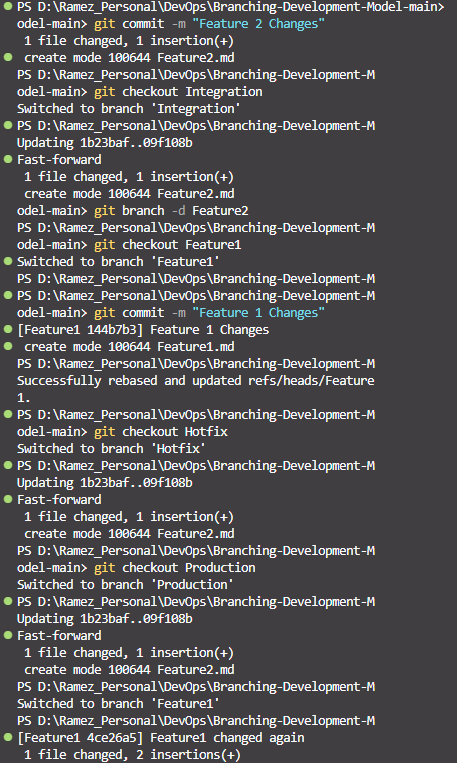 PS D:\Ramez_Personal\DevOps\Branching-Development-Model-main>
odel-main> git commit -m "Feature 2 Changes"
1 file changed, 1 insertion(+)
create mode 100644 Feature2.md
PS D:\Ramez_Personal\DevOps\Branching-Development-M
odel-main> git checkout Integration
Switched to branch 'Integration'
PS D:\Ramez_Personal\DevOps\Branching-Development-M
Updating 1b23baf..09f108b
Fast-forward
1 file changed, 1 insertion(+)
create mode 100644 Feature2.md
odel-main> git branch -d Feature2
PS D:\Ramez_Personal\DevOps\Branching-Development-M
odel-main> git checkout Feature1
Switched to branch 'Feature1'
PS D:\Ramez_Personal\DevOps\Branching-Development-M
PS D:\Ramez_Personal\DevOps\Branching-Development-M
odel-main> git commit -m "Feature 1 Changes"
[Feature1 144b7b3] Feature 1 Changes
create mode 100644 Feature1.md
PS D:\Ramez_Personal\DevOps\Branching-Development-M
Successfully rebased and updated refs/heads/Feature
1.
PS D:\Ramez_Personal\DevOps\Branching-Development-M
odel-main> git checkout Hotfix
Switched to branch 'Hotfix'
PS D:\Ramez_Personal\DevOps\Branching-Development-M
Updating 1b23baf..09f108b
Fast-forward
1 file changed, 1 insertion(+)
create mode 100644 Feature2.md
PS D:\Ramez_Personal\DevOps\Branching-Development-M
odel-main> git checkout Production
Switched to branch 'Production'
PS D:\Ramez_Personal\DevOps\Branching-Development-M
Updating 1b23baf..09f108b
Fast-forward
1 file changed, 1 insertion(+)
create mode 100644 Feature2.md
PS D:\Ramez_Personal\DevOps\Branching-Development-M
Switched to branch 'Feature1'
PS D:\Ramez_Personal\DevOps\Branching-Development-M
[Feature1 4ce26a5] Feature1 changed again
1 file changed, 2 insertions(+)